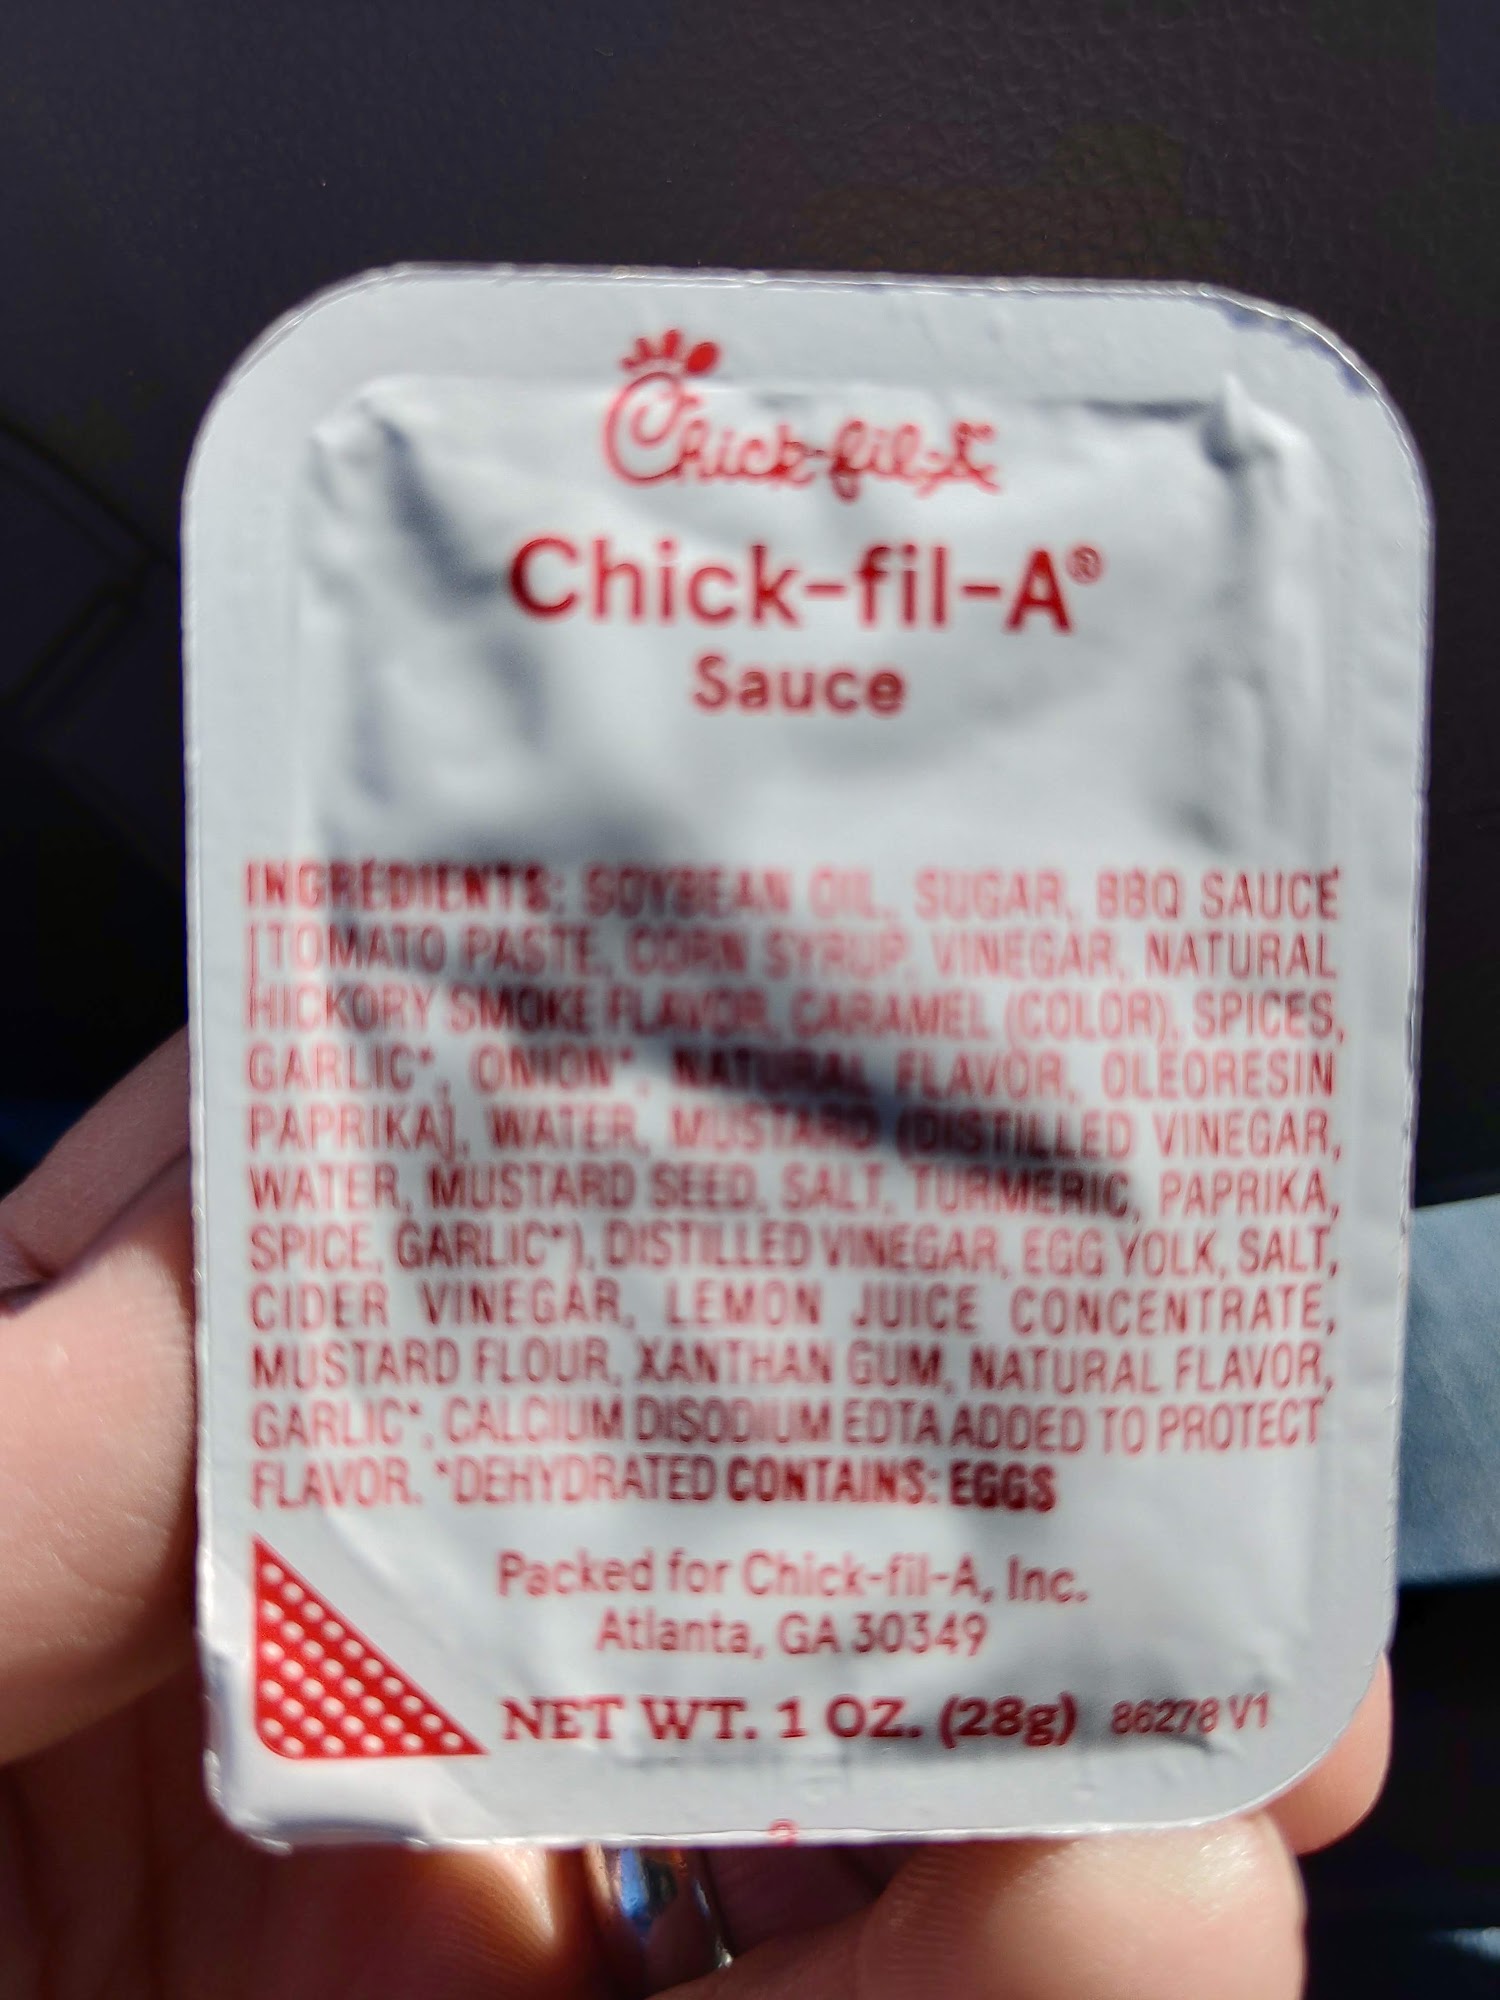 Chick-fil-A
Chick-fil-A®
Sauce
INGREDIENTS: SOYBEAN OIL, SUGAR, BBQ SAUCE
[TOMATO PASTE, CORN SYRUP, VINEGAR, NATURAL
HICKORY SMOKE FLAVOR, CARAMEL (COLOR), SPICES,
GARLIC*, ONION*, NATURAL FLAVOR, OLEORESIN
PAPRIKA], WATER, MUSTARD (DISTILLED VINEGAR,
WATER, MUSTARD SEED, SALT, TURMERIC, PAPRIKA,
SPICE, GARLIC*), DISTILLED VINEGAR, EGG YOLK, SALT,
CIDER VINEGAR, LEMON JUICE CONCENTRATE,
MUSTARD FLOUR, XANTHAN GUM, NATURAL FLAVOR,
GARLIC*, CALCIUM DISODIUM EDTA ADDED TO PROTECT
FLAVOR. *DEHYDRATED CONTAINS: EGGS
Packed for Chick-fil-A, Inc.
Atlanta, GA 30349
NET WT. 1 OZ. (28g) 86278 V1